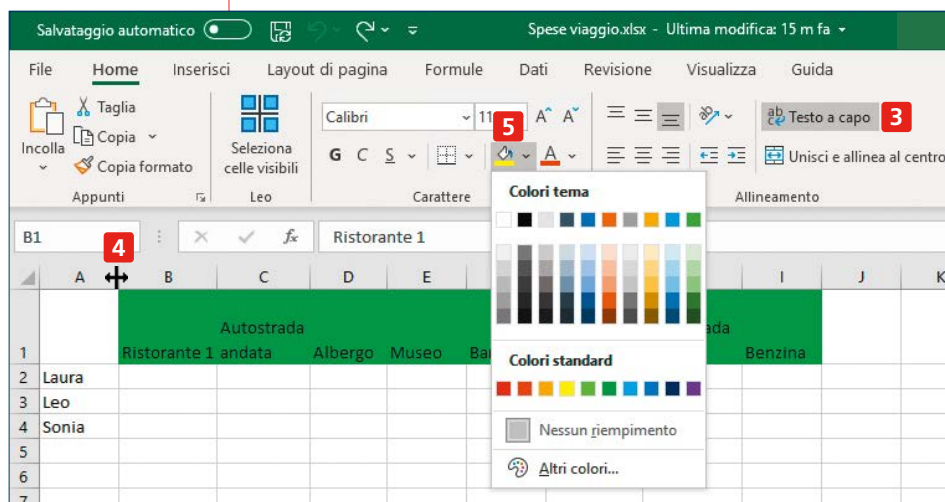 Salvataggio automatico Spese viaggio.xlsx - Ultima modifica: 15 m fa
File Home Inserisci Layout di pagina Formule Dati Revisione Visualizza Guida
Incolla
Taglia
Copia
Copia formato
Appunti
Seleziona
celle visibili
Leo
Calibri 11 A A
5
G C S A
Carattere
ab Testo a capo 3
Unisci e allinea al centro
Allineamento
B1 fx Ristorante 1
4
A B C D E I J K
1 Ristorante 1 Autostrada andata Albergo Museo Benzina
2 Laura
3 Leo
4 Sonia
5
6
7
Colori tema
Colori standard
Nessun riempimento
Altri colori...